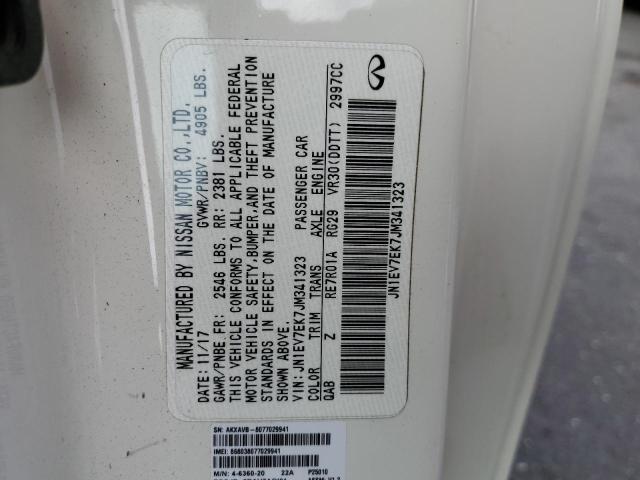 MANUFACTURED BY NISSAN MOTOR CO.,LTD.
DATE: 11/17 GVWR/PNBV: 4905 LBS.
GAWR/PNBE FR: 2546 LBS. RR: 2381 LBS.
THIS VEHICLE CONFORMS TO ALL APPLICABLE FEDERAL
MOTOR VEHICLE SAFETY,BUMPER,AND THEFT PREVENTION
STANDARDS IN EFFECT ON THE DATE OF MANUFACTURE
SHOWN ABOVE.
VIN: JN1EV7EK7JM341323 PASSENGER CAR
COLOR TRIM TRANS AXLE ENGINE
QAB Z RE7R01A RG29 VR30(DDTT) 2997CC
JN1EV7EK7JM341323
SN: AKXAVB-8077029941
IMEI: 868038077029941
M/N: 4-6360-20 22A P25010